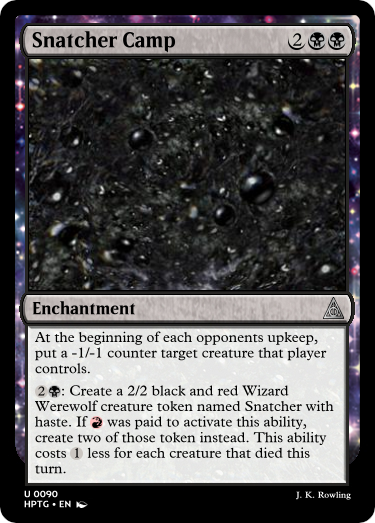 Snatcher Camp 2
Enchantment
At the beginning of each opponents upkeep,
put a -1/-1 counter target creature that player
controls.
2: Create a 2/2 black and red Wizard
Werewolf creature token named Snatcher with
haste. If was paid to activate this ability,
create two of those token instead. This ability
costs 1 less for each creature that died this
turn.
U 0090
HPTG • EN
J. K. Rowling